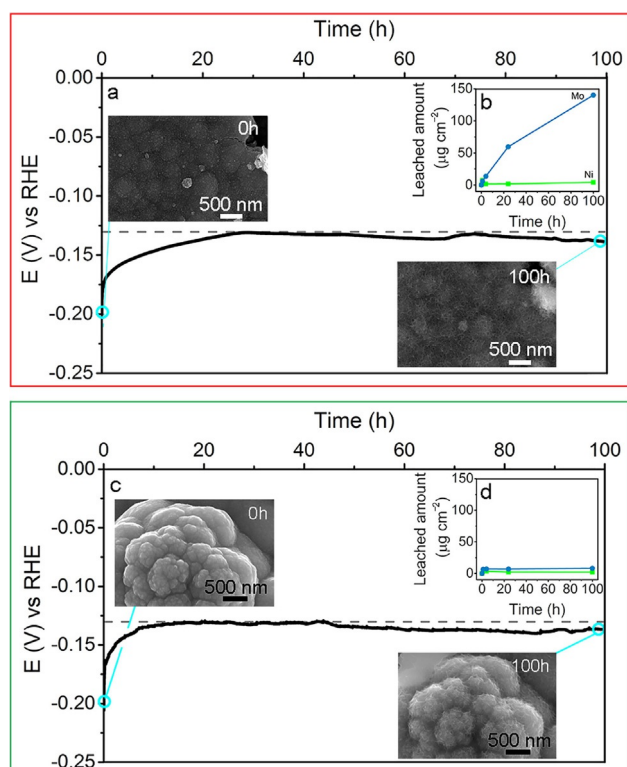 Time (h)
0 20 40 60 80 100
0.00
-0.05
-0.10
-0.15
-0.20
-0.25
E (V) vs RHE
a
0h
500 nm
b
150
100
50
0
Leached amount
(µg cm⁻²)
Mo
Ni
0 20 40 60 80 100
Time (h)
100h
500 nm
Time (h)
0 20 40 60 80 100
0.00
-0.05
-0.10
-0.15
-0.20
-0.25
E (V) vs RHE
c
0h
500 nm
d
150
100
50
0
Leached amount
(µg cm⁻²)
0 20 40 60 80 100
Time (h)
100h
500 nm